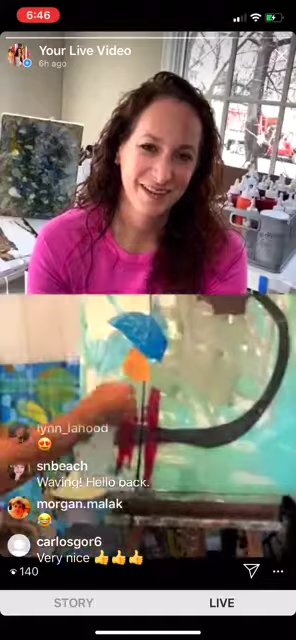 6:46
Your Live Video
6h ago
lynn_lahood
😍
snbeach
Waving! Hello back.
morgan.malak
😂
carlosgor6
Very nice 👍👍👍
140
STORY
LIVE